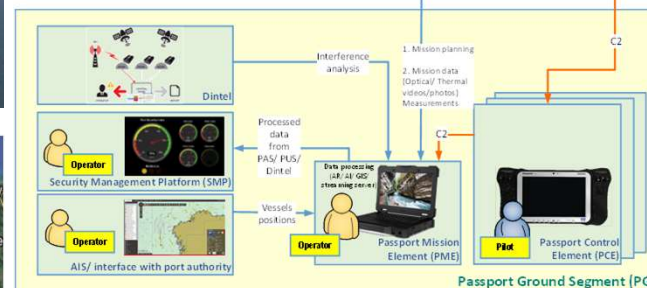 Dintel
Interference
analysis
1. Mission planning
2. Mission data
(Optical/ Thermal
videos/photos)
Measurements
C2
C2
Processed
data
from
PAS/ PUS/
Dintel
Operator
Security Management Platform (SMP)
Data processing
(AR/ AI/ GIS/
streaming server)
Vessels
positions
Operator
AIS/ interface with port authority
Operator
Passport Mission
Element (PME)
Pilot
Passport Control
Element (PCE)
Passport Ground Segment (PG